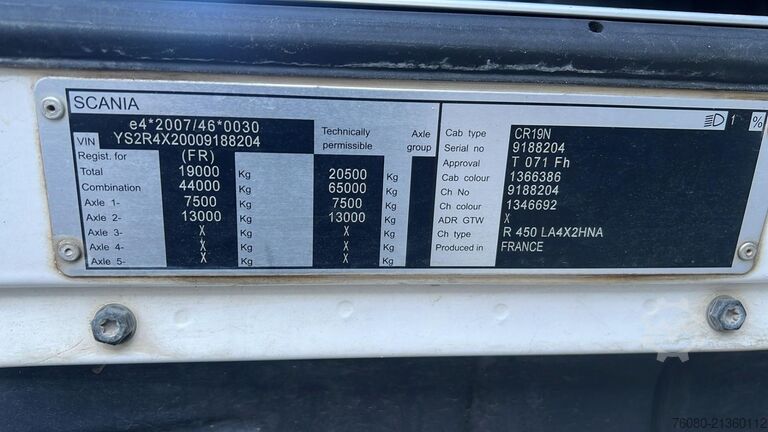 SCANIA
e4*2007/46*0030
VIN YS2R4X20009188204
Regist. for (FR)
Technically permissible
Axle group
Total 19000 Kg 20500 Kg
Combination 44000 Kg 65000 Kg
Axle 1- 7500 Kg 7500 Kg
Axle 2- 13000 Kg 13000 Kg
Axle 3- X Kg X Kg
Axle 4- X Kg X Kg
Axle 5- X Kg X Kg
1 %
Cab type CR19N
Serial no 9188204
Approval T 071 Fh
Cab colour 1366386
Ch No 9188204
Ch colour 1346692
ADR GTW X
Ch type R 450 LA4X2HNA
Produced in FRANCE
76080-21360112